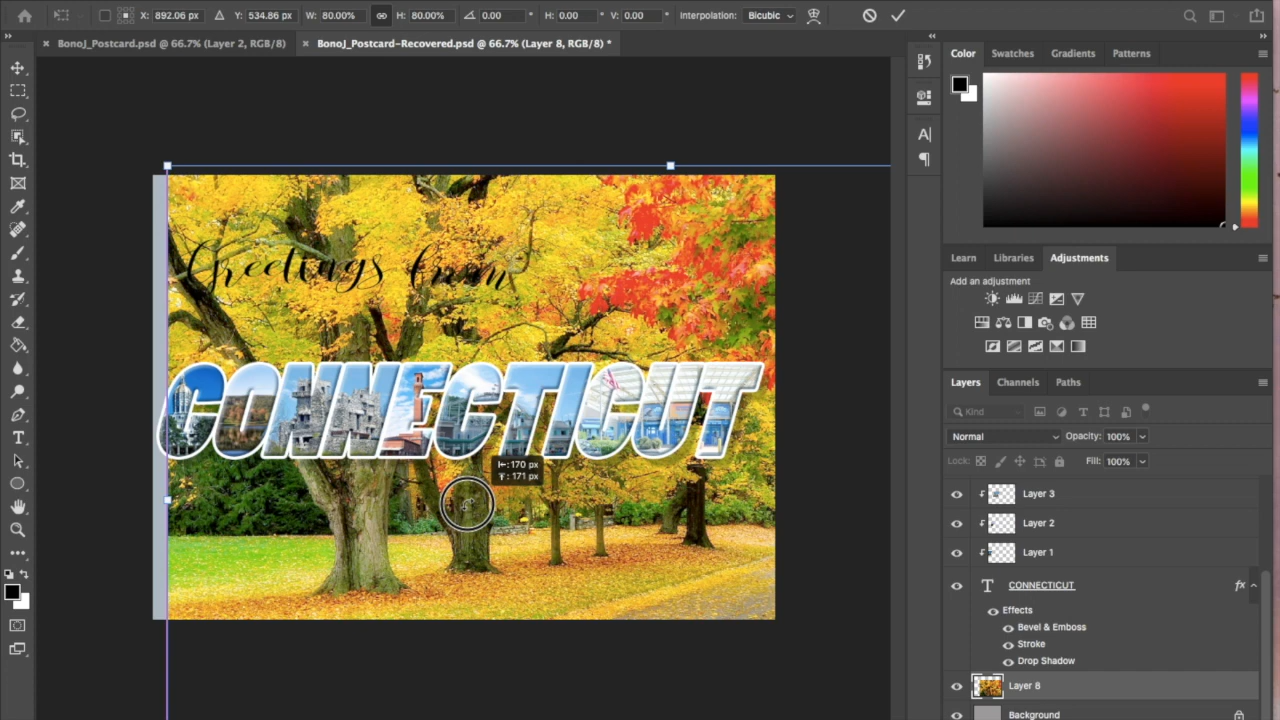 X: 892.06 px Y: 534.86 px W: 80.00% H: 80.00% 0.00 ° H: 0.00 ° V: 0.00 ° Interpolation: Bicubic
× BonoJ_Postcard.psd @ 66.7% (Layer 2, RGB/8) × BonoJ_Postcard-Recovered.psd @ 66.7% (Layer 8, RGB/8) *
Color Swatches Gradients Patterns
Greetings from
CONNECTICUT
170 px
171 px
Learn Libraries Adjustments
Add an adjustment
Layers Channels Paths
Kind
Normal Opacity: 100%
Lock: Fill: 100%
Layer 3
Layer 2
Layer 1
T CONNECTICUT fx
Effects
Bevel & Emboss
Stroke
Drop Shadow
Layer 8
Background